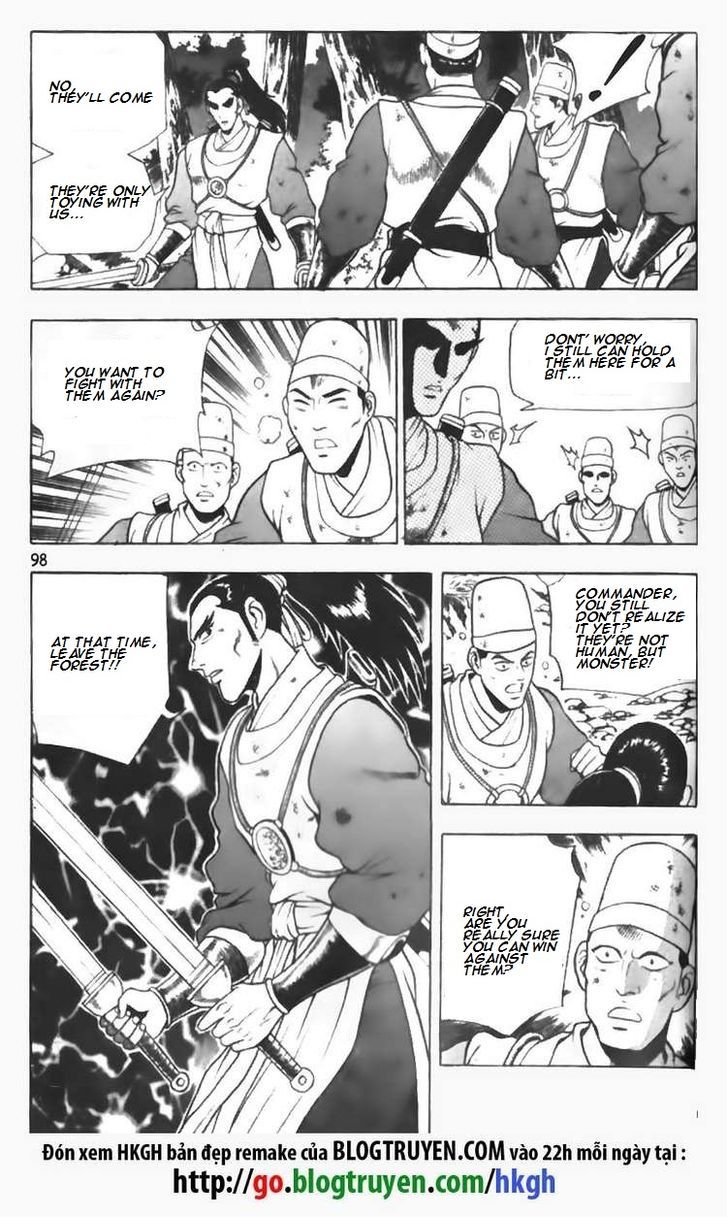 NO,
THEY'LL COME
THEY'RE ONLY
TOYING WITH
US...
!
DONT' WORRY,
I STILL CAN HOLD
THEM HERE FOR A
BIT...
YOU WANT TO
FIGHT WITH
THEM AGAIN?
98
COMMANDER,
YOU STILL
DON'T REALIZE
IT YET?
THEY'RE NOT
HUMAN, BUT
MONSTER!
RIGHT
ARE YOU
REALLY SURE
YOU CAN WIN
AGAINST
THEM?
AT THAT TIME,
LEAVE THE
FOREST!!
Đón xem HKGH bản đẹp remake của BLOGTRUYEN.COM vào 22h mỗi ngày tại :
http://go.blogtruyen.com/hkgh